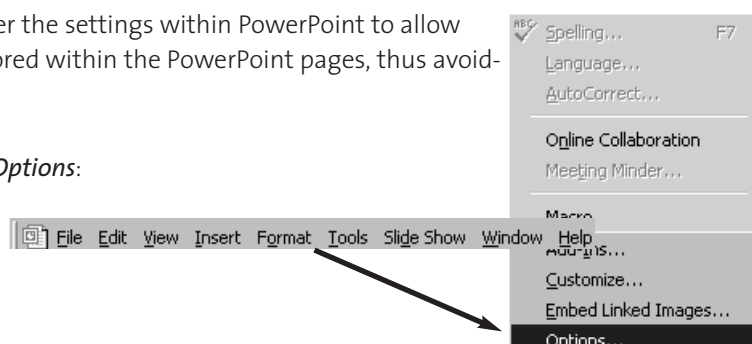 er the settings within PowerPoint to allow
ored within the PowerPoint pages, thus avoid-
Options:
File Edit View Insert Format Tools Slide Show Window Help
ABC Spelling... F7
Language...
AutoCorrect...
Online Collaboration
Meeting Minder...
Macro
Add-Ins...
Customize...
Embed Linked Images...
Options...